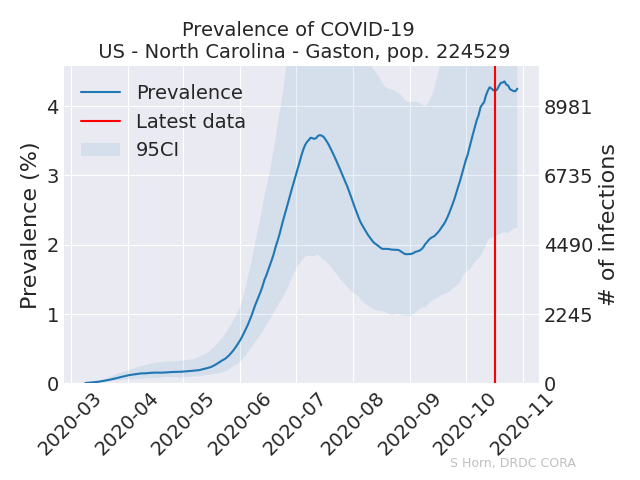 Prevalence of COVID-19
US - North Carolina - Gaston, pop. 224529
Prevalence
Latest data
95CI
Prevalence (%)
4
3
2
1
0
8981
6735
4490
2245
0
# of infections
2020-03
2020-04
2020-05
2020-06
2020-07
2020-08
2020-09
2020-10
2020-11
S Horn, DRDC CORA